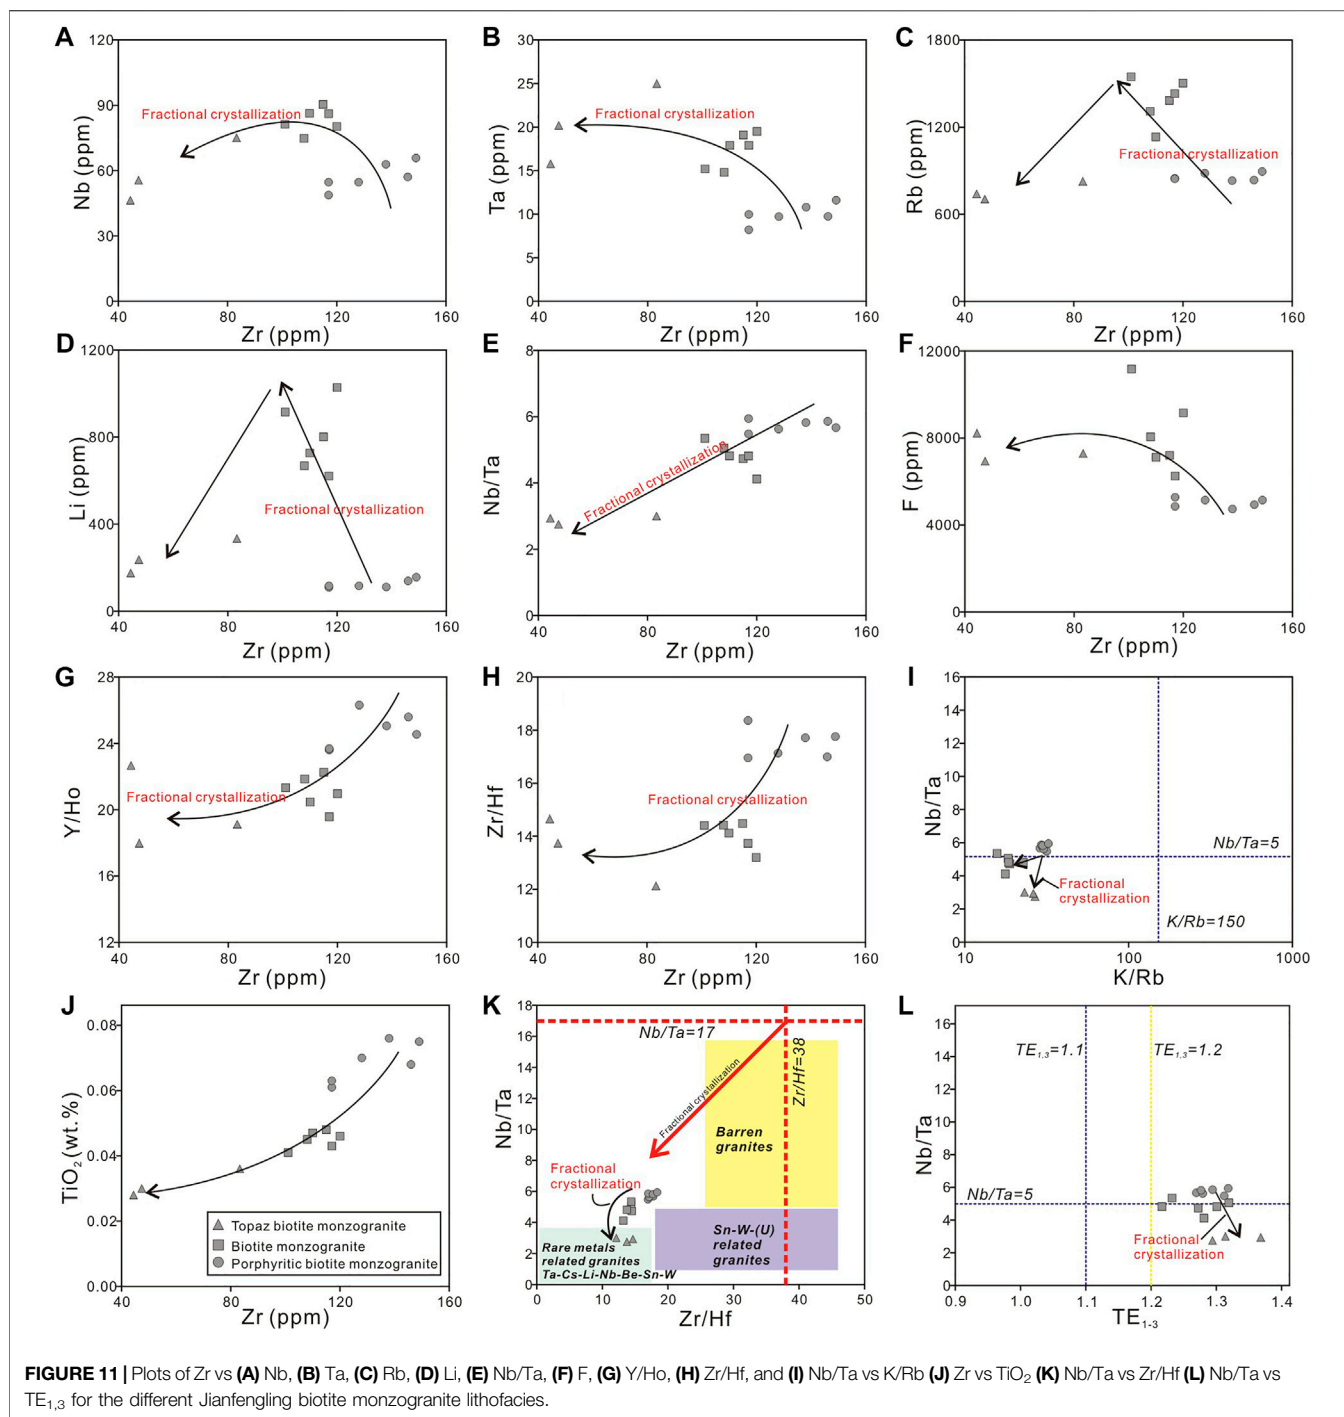 A
120
90
60
30
0
Nb (ppm)
Fractional crystallization
40 80 120 160
Zr (ppm)
B
30
25
20
15
10
5
0
Ta (ppm)
Fractional crystallization
40 80 120 160
Zr (ppm)
C
1800
1200
600
0
Rb (ppm)
Fractional crystallization
40 80 120 160
Zr (ppm)
D
1200
800
400
0
Li (ppm)
Fractional crystallization
40 80 120 160
Zr (ppm)
E
8
6
4
2
0
Nb/Ta
Fractional crystallization
40 80 120 160
Zr (ppm)
F
12000
8000
4000
0
F (ppm)
40 80 120 160
Zr (ppm)
G
28
24
20
16
12
Y/Ho
Fractional crystallization
40 80 120 160
Zr (ppm)
H
20
18
16
14
12
10
Zr/Hf
Fractional crystallization
40 80 120 160
Zr (ppm)
I
16
14
12
10
8
6
4
2
0
Nb/Ta
Nb/Ta=5
Fractional
crystallization
K/Rb=150
10 100 1000
K/Rb
J
0.08
0.06
0.04
0.02
0.00
TiO₂ (wt.%)
Topaz biotite monzogranite
Biotite monzogranite
Porphyritic biotite monzogranite
40 80 120 160
Zr (ppm)
K
18
16
14
12
10
8
6
4
2
0
Nb/Ta
Nb/Ta=17
Zr/Hf=38
Fractional crystallization
Barren
granites
Fractional
crystallization
Sn-W-(U)
related
granites
Rare metals
related granites
Ta-Cs-Li-Nb-Be-Sn-W
0 10 20 30 40 50
Zr/Hf
L
16
14
12
10
8
6
4
2
0
Nb/Ta
TE₁,₃=1.1
TE₁,₃=1.2
Nb/Ta=5
Fractional
crystallization
0.9 1.0 1.1 1.2 1.3 1.4
TE₁₋₃
FIGURE 11 | Plots of Zr vs (A) Nb, (B) Ta, (C) Rb, (D) Li, (E) Nb/Ta, (F) F, (G) Y/Ho, (H) Zr/Hf, and (I) Nb/Ta vs K/Rb (J) Zr vs TiO₂ (K) Nb/Ta vs Zr/Hf (L) Nb/Ta vs
TE₁,₃ for the different Jianfengling biotite monzogranite lithofacies.